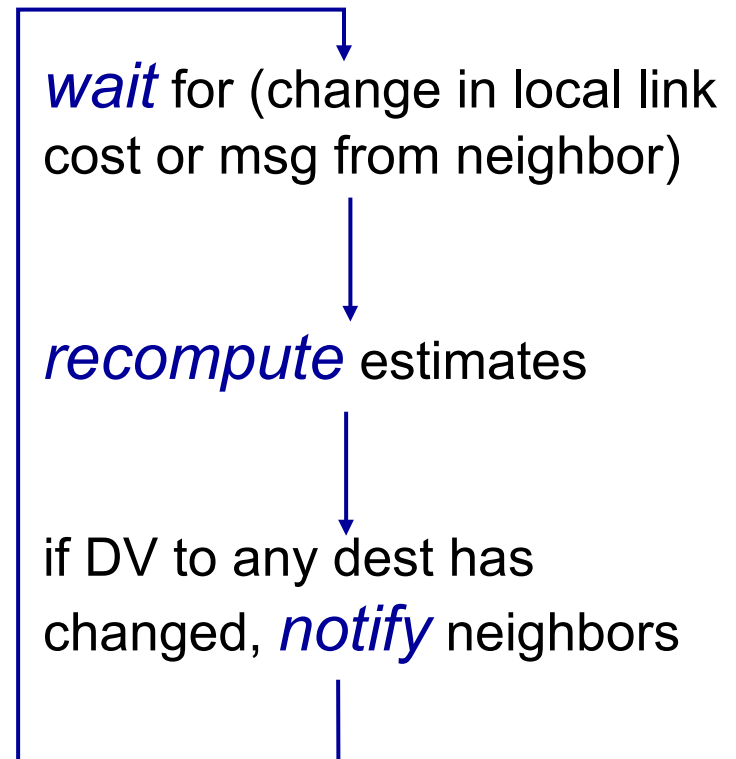 wait for (change in local link
cost or msg from neighbor)
recompute estimates
if DV to any dest has
changed, notify neighbors